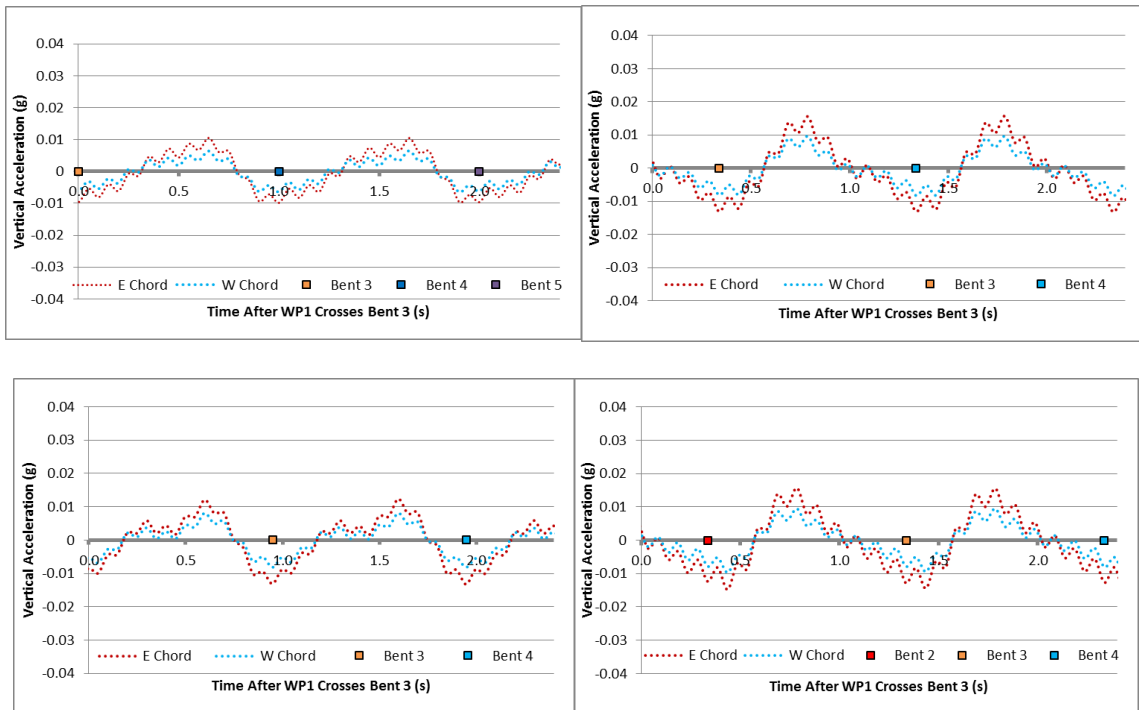 0.04
0.03
0.02
0.01
0
-0.01
-0.02
-0.03
-0.04
Vertical Acceleration (g)
0.0 0.5 1.0 1.5 2.0
E Chord W Chord Bent 3 Bent 4 Bent 5
Time After WP1 Crosses Bent 3 (s)
0.04
0.03
0.02
0.01
0
-0.01
-0.02
-0.03
-0.04
Vertical Acceleration (g)
0.0 0.5 1.0 1.5 2.0
E Chord W Chord Bent 3 Bent 4
Time After WP1 Crosses Bent 3 (s)
0.04
0.03
0.02
0.01
0
-0.01
-0.02
-0.03
-0.04
Vertical Acceleration (g)
0.0 0.5 1.0 1.5 2.0
E Chord W Chord Bent 3 Bent 4
Time After WP1 Crosses Bent 3 (s)
0.04
0.03
0.02
0.01
0
-0.01
-0.02
-0.03
-0.04
Vertical Acceleration (g)
0.0 0.5 1.0 1.5 2.0
E Chord W Chord Bent 2 Bent 3 Bent 4
Time After WP1 Crosses Bent 3 (s)